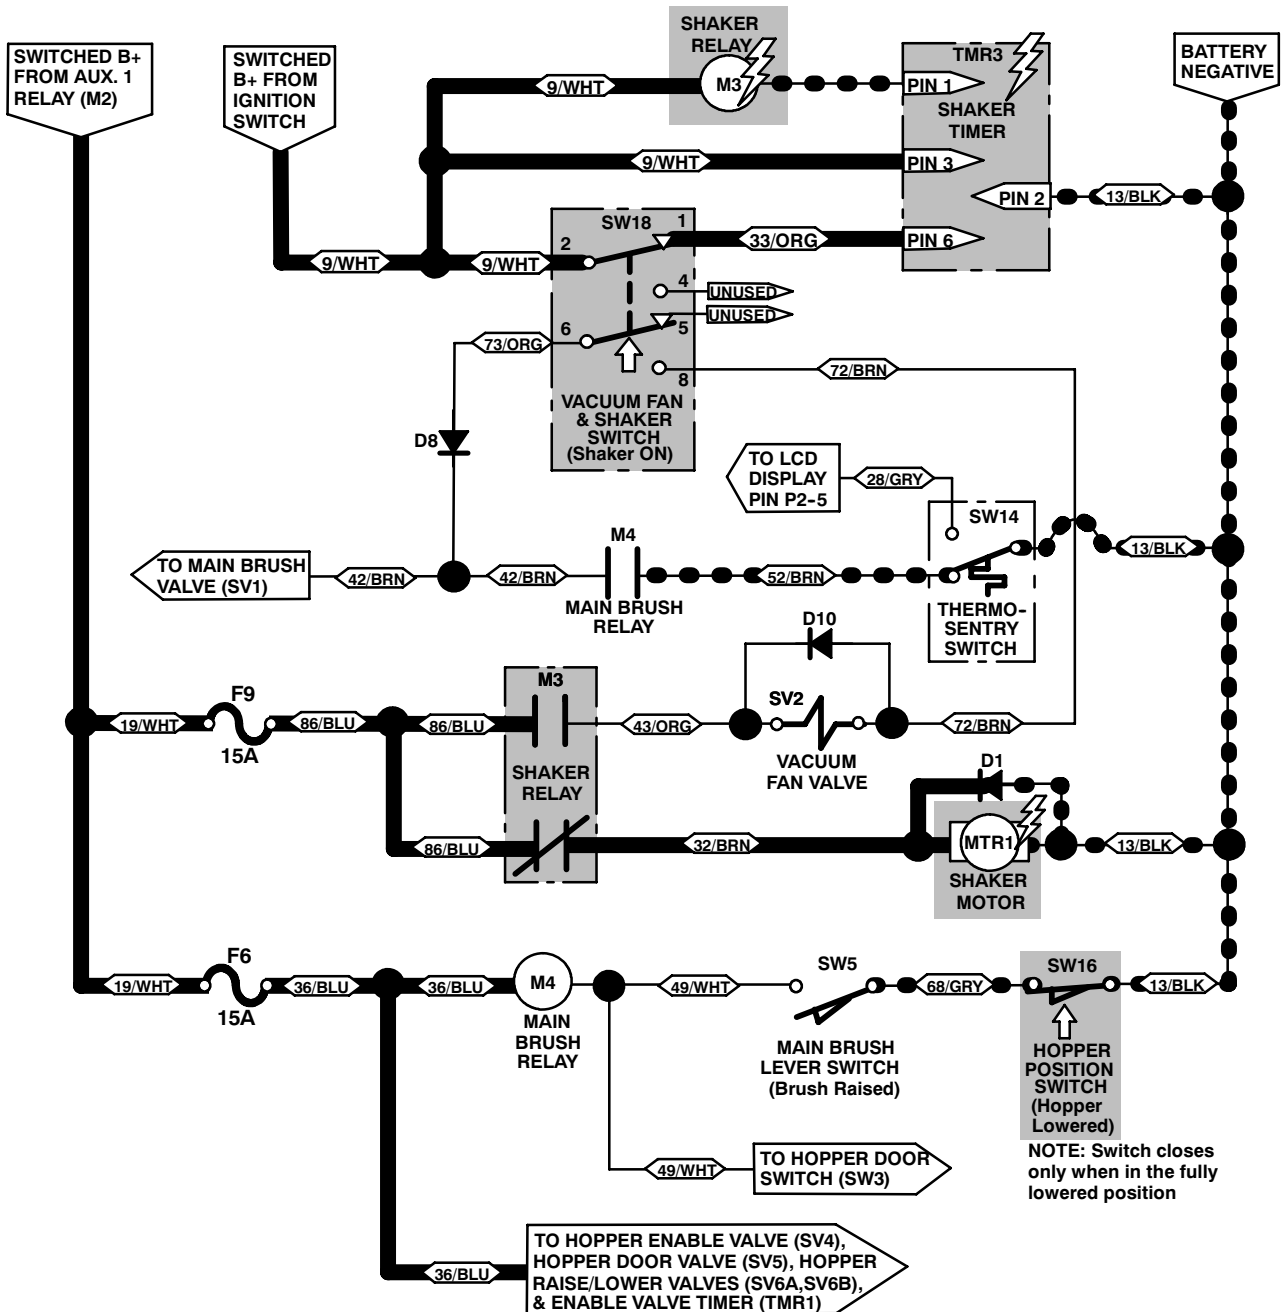 SWITCHED B+
FROM AUX. 1
RELAY (M2)
SWITCHED
B+ FROM
IGNITION
SWITCH
SHAKER
RELAY
M3
9/WHT
TMR3
PIN 1
SHAKER
TIMER
BATTERY
NEGATIVE
9/WHT
PIN 3
PIN 2
13/BLK
SW18
1
2
33/ORG
PIN 6
9/WHT
9/WHT
4
UNUSED
UNUSED
6
5
73/ORG
8
72/BRN
VACUUM FAN
& SHAKER
SWITCH
(Shaker ON)
D8
TO LCD
DISPLAY
PIN P2-5
28/GRY
SW14
M4
13/BLK
TO MAIN BRUSH
VALVE (SV1)
42/BRN
42/BRN
52/BRN
MAIN BRUSH
RELAY
THERMO-
SENTRY
SWITCH
D10
F9
M3
SV2
19/WHT
86/BLU
86/BLU
43/ORG
72/BRN
15A
VACUUM
FAN VALVE
SHAKER
RELAY
D1
86/BLU
32/BRN
MTR1
13/BLK
SHAKER
MOTOR
F6
SW5
SW16
19/WHT
36/BLU
36/BLU
M4
49/WHT
68/GRY
13/BLK
15A
MAIN
BRUSH
RELAY
MAIN BRUSH
LEVER SWITCH
(Brush Raised)
HOPPER
POSITION
SWITCH
(Hopper
Lowered)
NOTE: Switch closes
only when in the fully
lowered position
49/WHT
TO HOPPER DOOR
SWITCH (SW3)
36/BLU
TO HOPPER ENABLE VALVE (SV4),
HOPPER DOOR VALVE (SV5), HOPPER
RAISE/LOWER VALVES (SV6A,SV6B),
& ENABLE VALVE TIMER (TMR1)